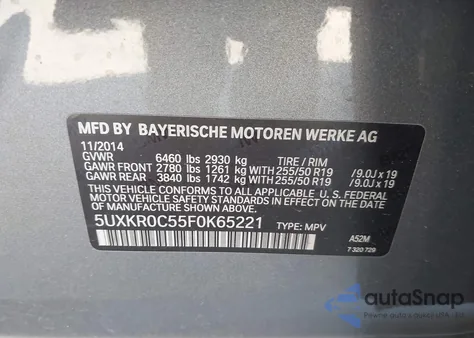 MFD BY BAYERISCHE MOTOREN WERKE AG
11/2014
GVWR 6460 lbs 2930 kg TIRE / RIM
GAWR FRONT 2780 lbs 1261 kg WITH 255/50 R19 /9.0J x 19
GAWR REAR 3840 lbs 1742 kg WITH 255/50 R19 /9.0J x 19
THIS VEHICLE CONFORMS TO ALL APPLICABLE U. S. FEDERAL
MOTOR VEHICLE SAFETY STANDARDS IN EFFECT ON THE
DATE OF MANUFACTURE SHOWN ABOVE.
5UXKR0C55F0K65221 TYPE: MPV
A52M
7 320 729
autoSnap